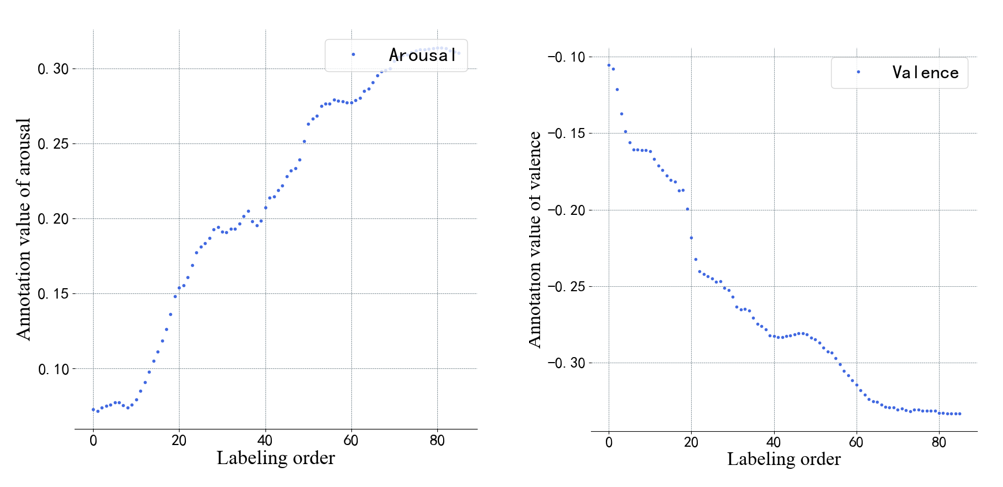 Arousal
Annotation value of arousal
0.30
0.25
0.20
0.15
0.10
0 20 40 60 80
Labeling order
Valence
Annotation value of valence
−0.10
−0.15
−0.20
−0.25
−0.30
0 20 40 60 80
Labeling order